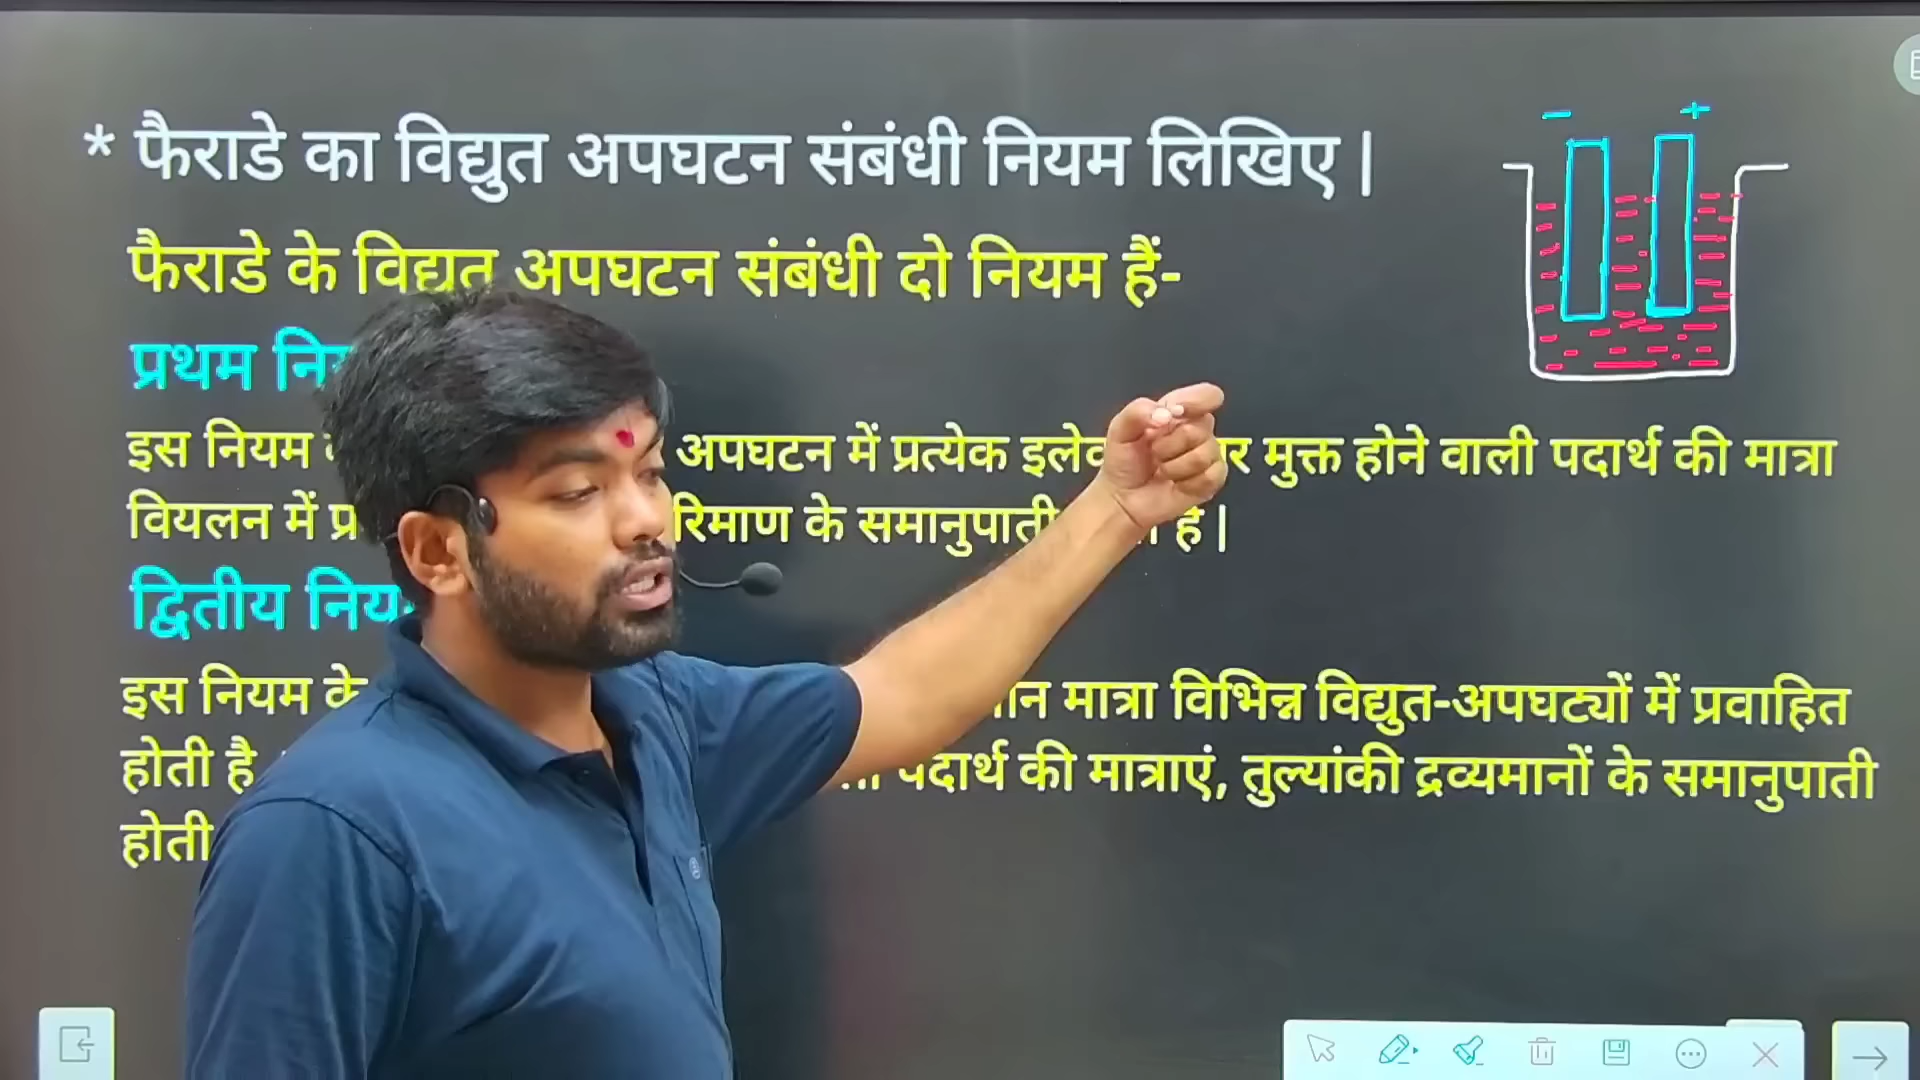 - +
* फैराडे का विद्युत अपघटन संबंधी नियम लिखिए |
फैराडे के विद्युत अपघटन संबंधी दो नियम हैं-
प्रथम
इस नियम अपघटन में प्रत्येक मुक्त होने वाली पदार्थ की मात्रा
वियलन में के समानुपाती है |
द्वितीय
इस नियम के मात्रा विभिन्न विद्युत-अपघट्यों में प्रवाहित
होती है पदार्थ की मात्राएं, तुल्यांकी द्रव्यमानों के समानुपाती
होती